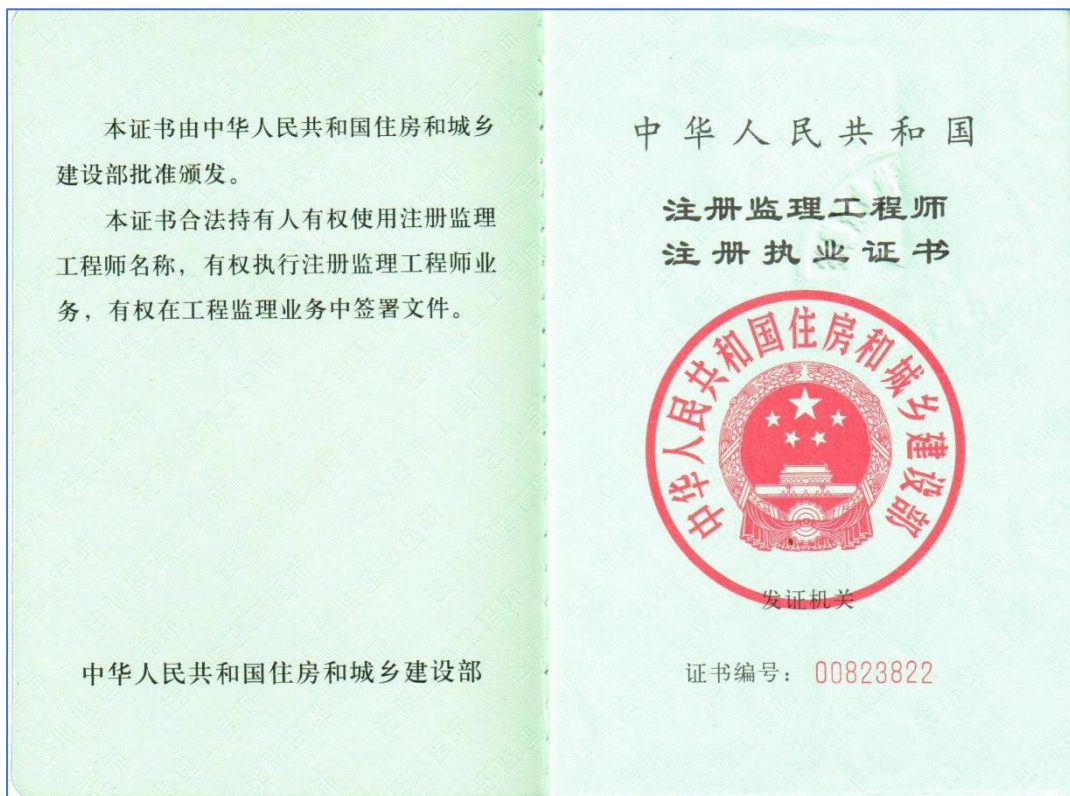 本证书由中华人民共和国住房和城乡
建设部批准颁发。
本证书合法持有人有权使用注册监理
工程师名称，有权执行注册监理工程师业
务，有权在工程监理业务中签署文件。
中华人民共和国住房和城乡建设部
中华人民共和国
注册监理工程师
注册执业证书
中华人民共和国住房和城乡建设部
发证机关
证书编号：00823822